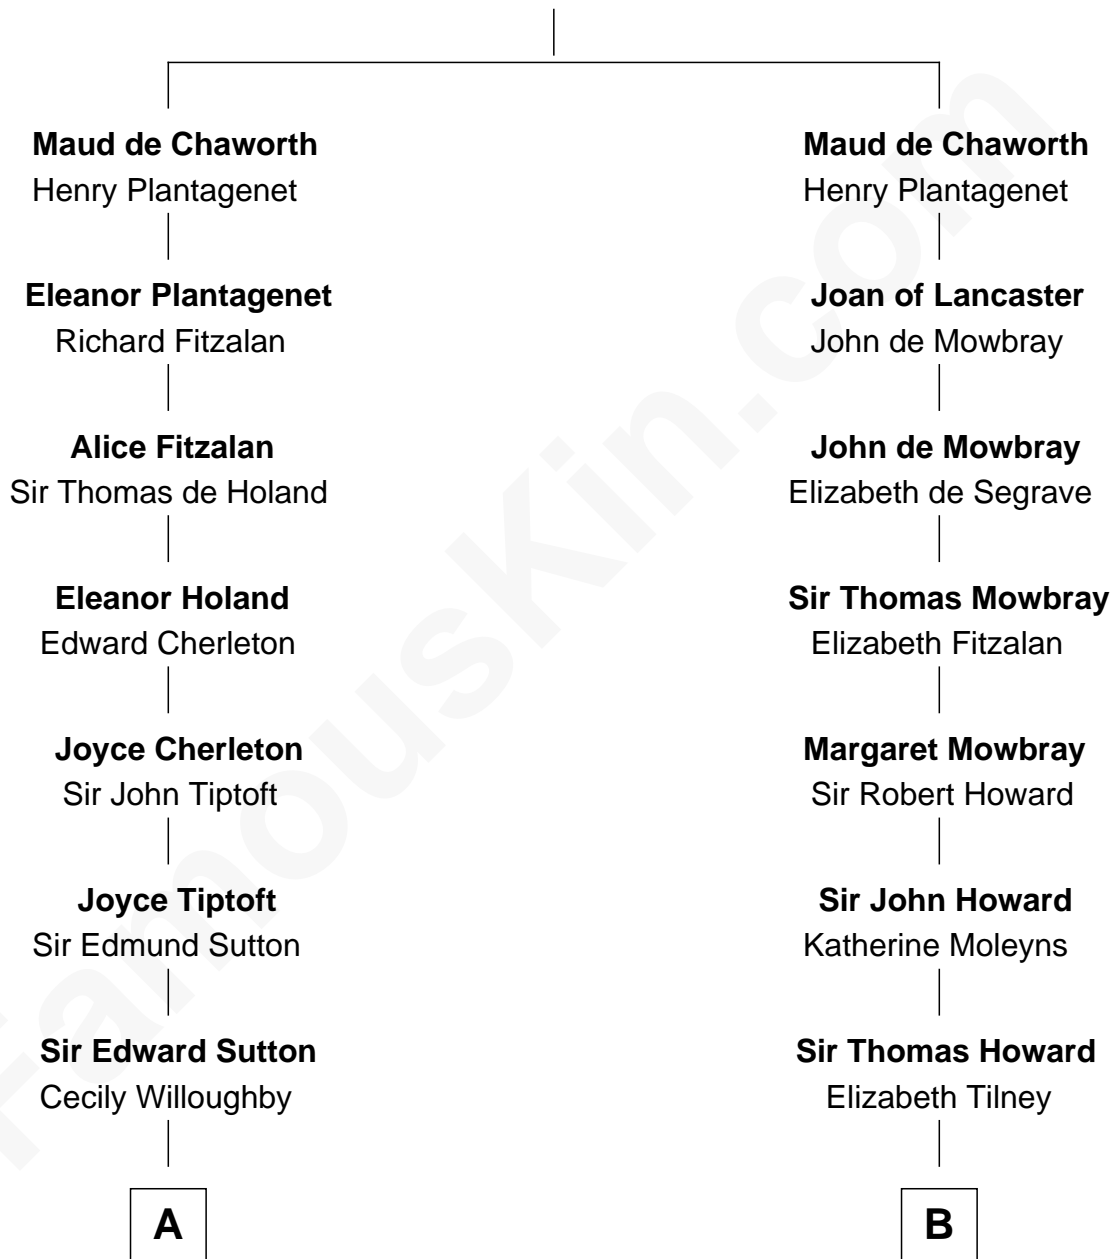 Maud de Chaworth
Henry Plantagenet
Eleanor Plantagenet
Richard Fitzalan
Alice Fitzalan
Sir Thomas de Holand
Eleanor Holand
Edward Cherleton
Joyce Cherleton
Sir John Tiptoft
Joyce Tiptoft
Sir Edmund Sutton
Sir Edward Sutton
Cecily Willoughby
A
Maud de Chaworth
Henry Plantagenet
Joan of Lancaster
John de Mowbray
John de Mowbray
Elizabeth de Segrave
Sir Thomas Mowbray
Elizabeth Fitzalan
Margaret Mowbray
Sir Robert Howard
Sir John Howard
Katherine Moleyns
Sir Thomas Howard
Elizabeth Tilney
B
FamousKin.com